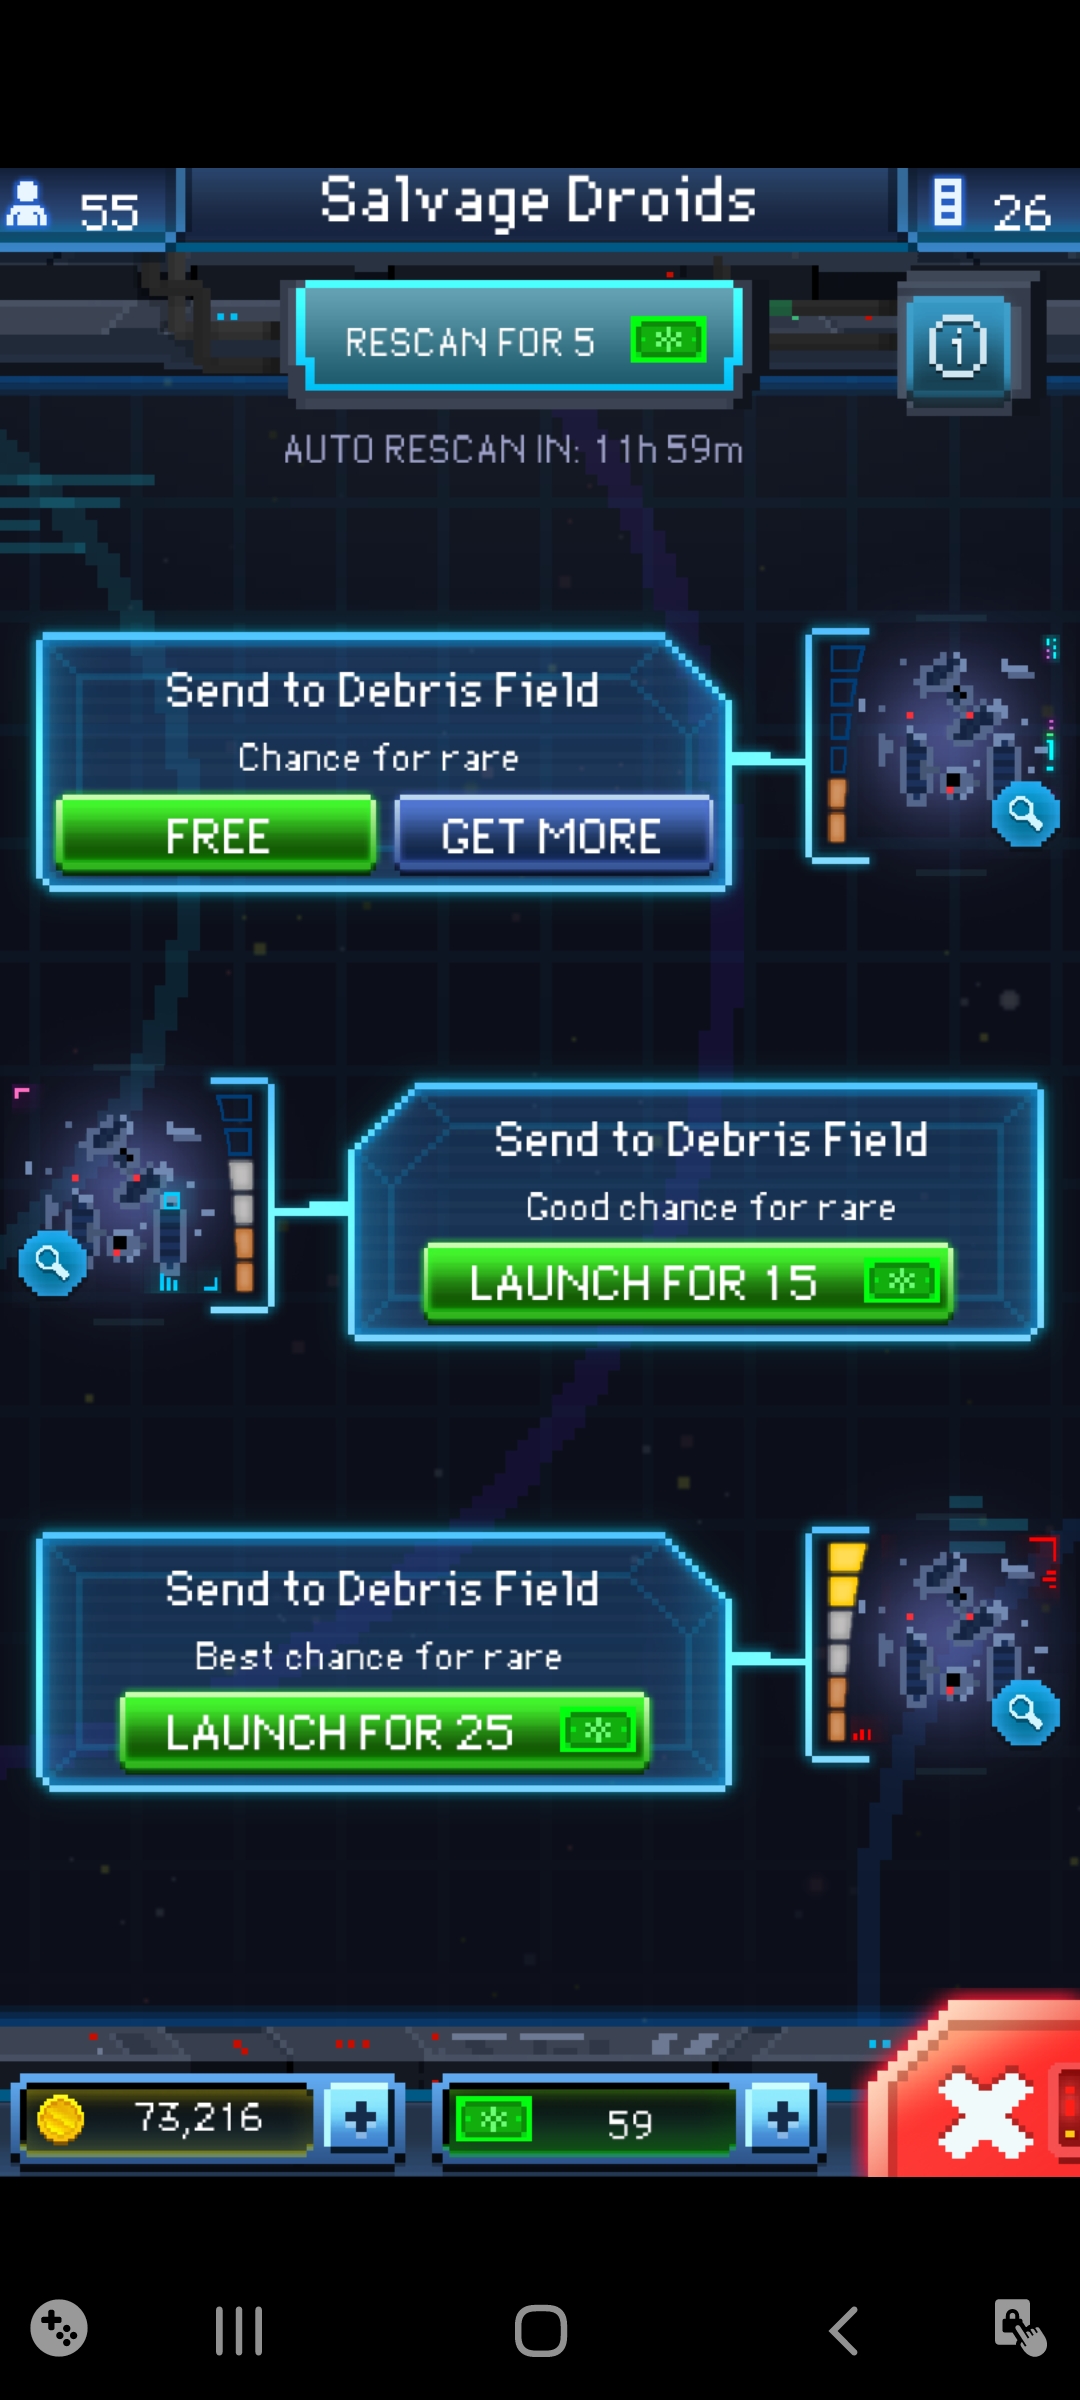 55
Salvage Droids
26
RESCAN FOR 5
AUTO RESCAN IN: 11h 59m
Send to Debris Field
Chance for rare
FREE
GET MORE
Send to Debris Field
Good chance for rare
LAUNCH FOR 15
Send to Debris Field
Best chance for rare
LAUNCH FOR 25
73,216
59